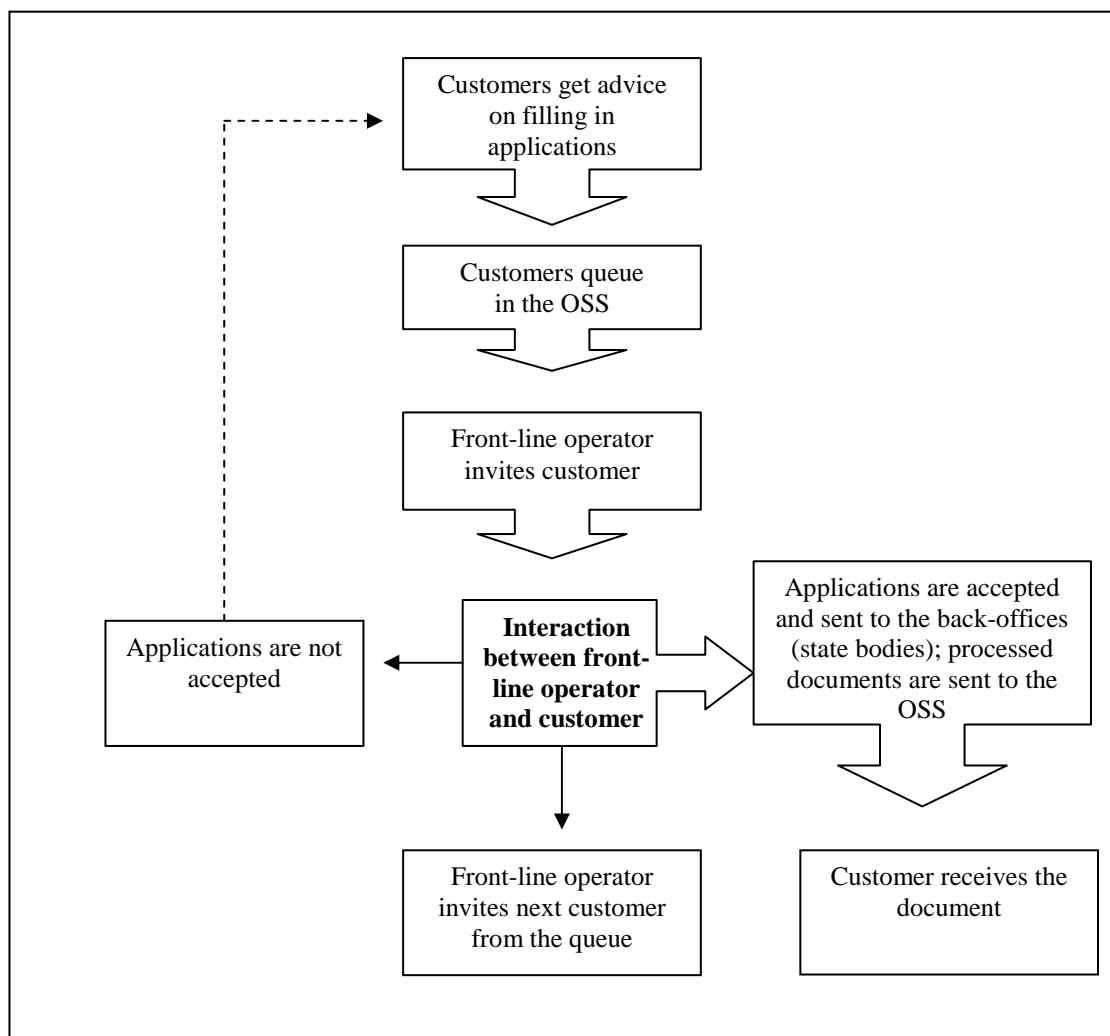 Customers get advice
on filling in
applications
Customers queue
in the OSS
Front-line operator
invites customer
Applications are not
accepted
Interaction
between front-
line operator
and customer
Applications are accepted
and sent to the back-offices
(state bodies); processed
documents are sent to the
OSS
Front-line operator
invites next customer
from the queue
Customer receives the
document